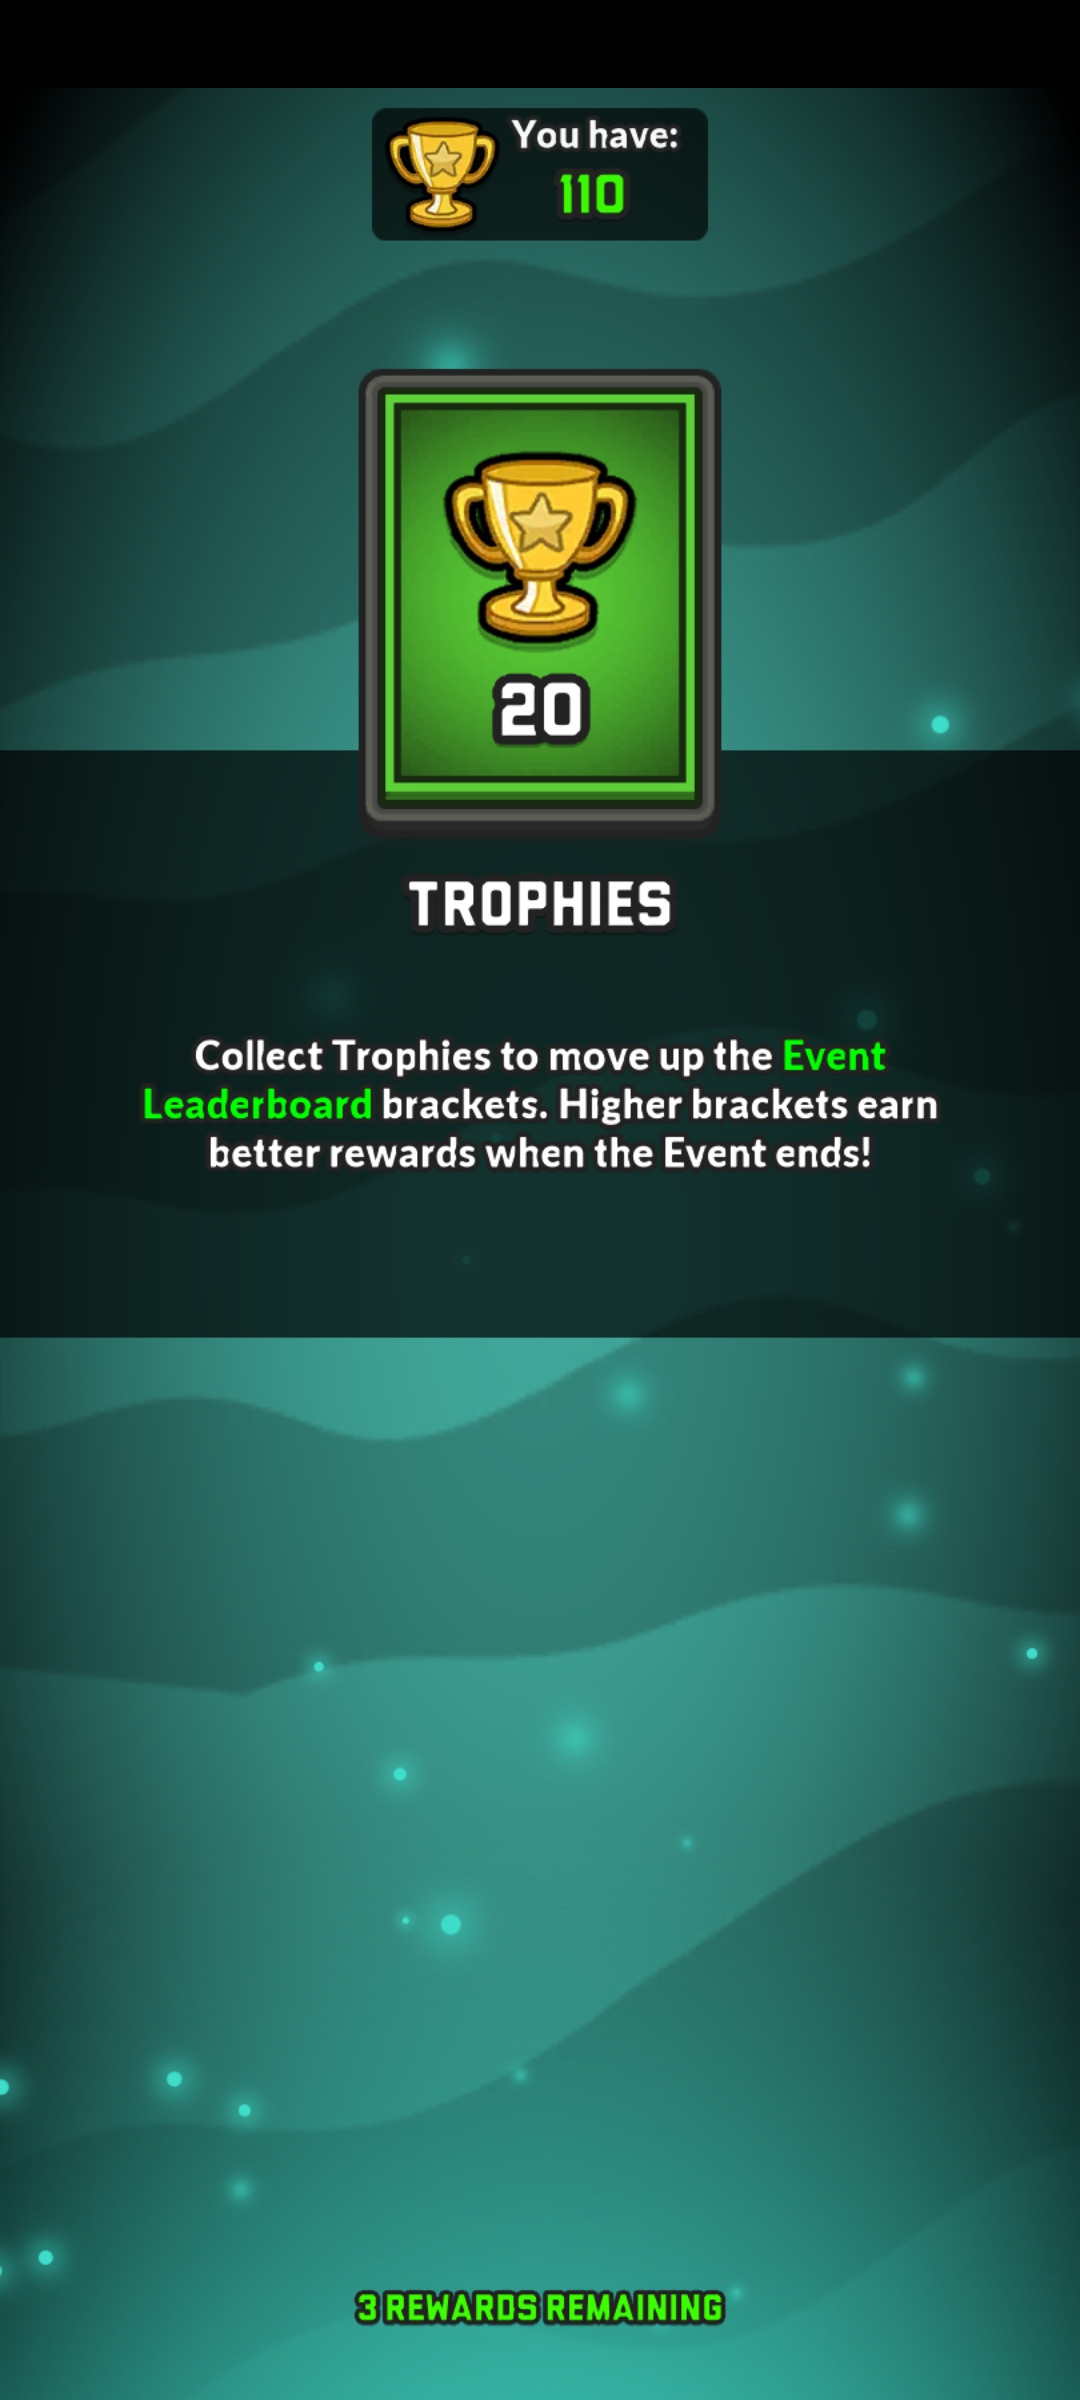 You have:
110
20
TROPHIES
Collect Trophies to move up the Event
Leaderboard brackets. Higher brackets earn
better rewards when the Event ends!
3 REWARDS REMAINING